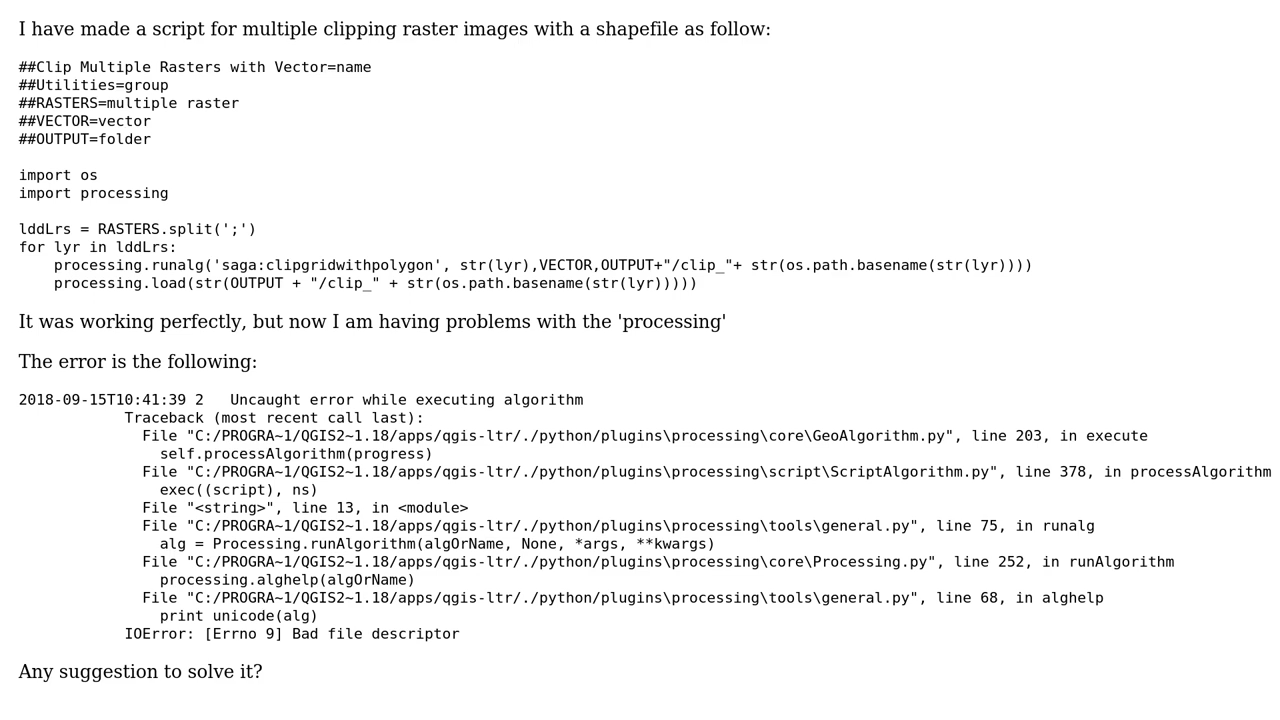 I have made a script for multiple clipping raster images with a shapefile as follow:
##Clip Multiple Rasters with Vector=name
##Utilities=group
##RASTERS=multiple raster
##VECTOR=vector
##OUTPUT=folder
import os
import processing
lddLrs = RASTERS.split(';')
for lyr in lddLrs:
    processing.runalg('saga:clipgridwithpolygon', str(lyr),VECTOR,OUTPUT+"/clip_"+ str(os.path.basename(str(lyr))))
    processing.load(str(OUTPUT + "/clip_" + str(os.path.basename(str(lyr)))))
It was working perfectly, but now I am having problems with the 'processing'
The error is the following:
2018-09-15T10:41:39 2   Uncaught error while executing algorithm
            Traceback (most recent call last):
              File "C:/PROGRA~1/QGIS2~1.18/apps/qgis-ltr/./python/plugins\processing\core\GeoAlgorithm.py", line 203, in execute
                self.processAlgorithm(progress)
              File "C:/PROGRA~1/QGIS2~1.18/apps/qgis-ltr/./python/plugins\processing\script\ScriptAlgorithm.py", line 378, in processAlgorithm
                exec((script), ns)
              File "<string>", line 13, in <module>
              File "C:/PROGRA~1/QGIS2~1.18/apps/qgis-ltr/./python/plugins\processing\tools\general.py", line 75, in runalg
                alg = Processing.runAlgorithm(algOrName, None, *args, **kwargs)
              File "C:/PROGRA~1/QGIS2~1.18/apps/qgis-ltr/./python/plugins\processing\core\Processing.py", line 252, in runAlgorithm
                processing.alghelp(algOrName)
              File "C:/PROGRA~1/QGIS2~1.18/apps/qgis-ltr/./python/plugins\processing\tools\general.py", line 68, in alghelp
                print unicode(alg)
            IOError: [Errno 9] Bad file descriptor
Any suggestion to solve it?